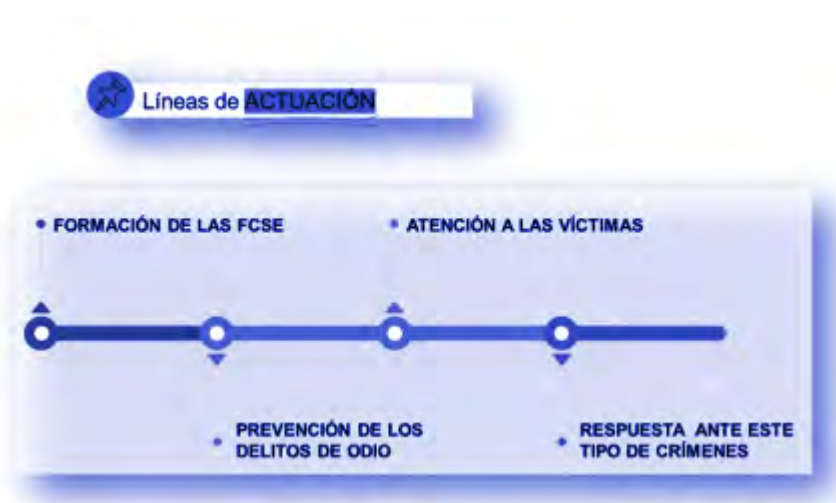 Líneas de ACTUACIÓN
FORMACIÓN DE LAS FCSE
ATENCIÓN A LAS VÍCTIMAS
PREVENCIÓN DE LOS
DELITOS DE ODIO
RESPUESTA ANTE ESTE
TIPO DE CRÍMENES